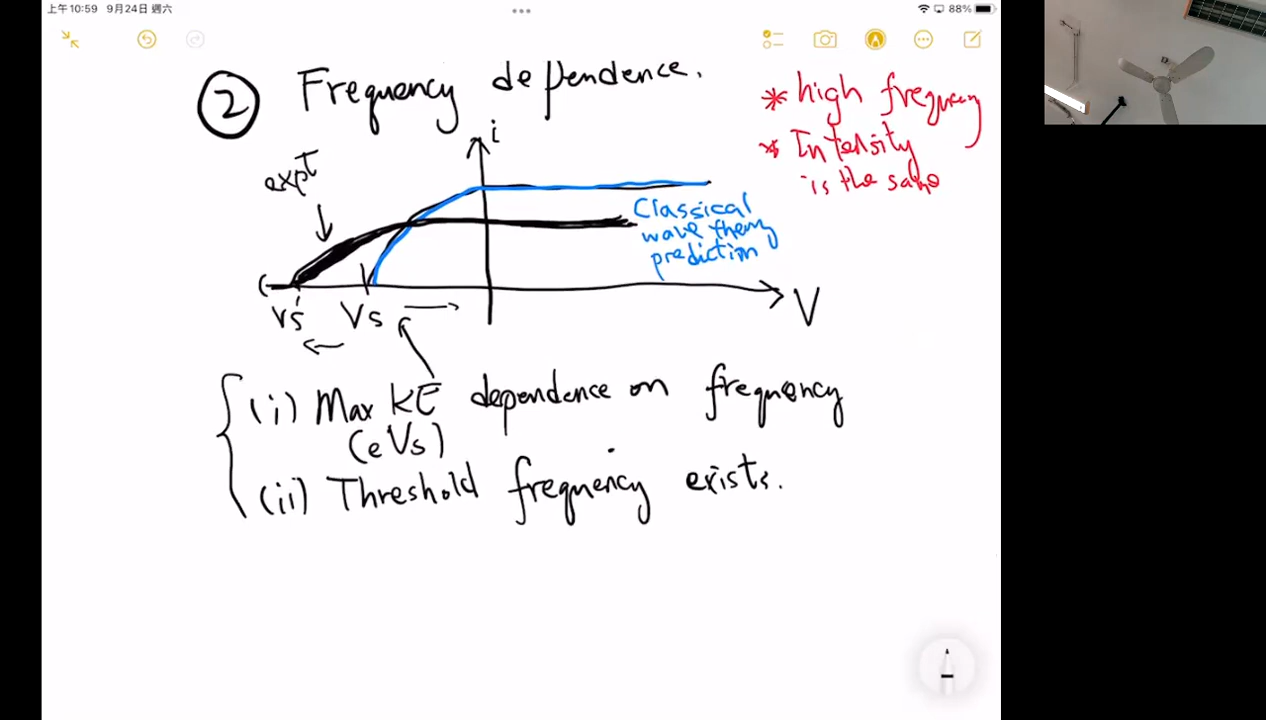 上午10:59 9月24日 週六
88%
② Frequency dependence.
* high frequency
* Intensity
is the same
i
expt
Classical
wave theory
prediction
Vs' Vs
V
(i) Max KE dependence on frequency
(eVs)
(ii) Threshold frequency exists.